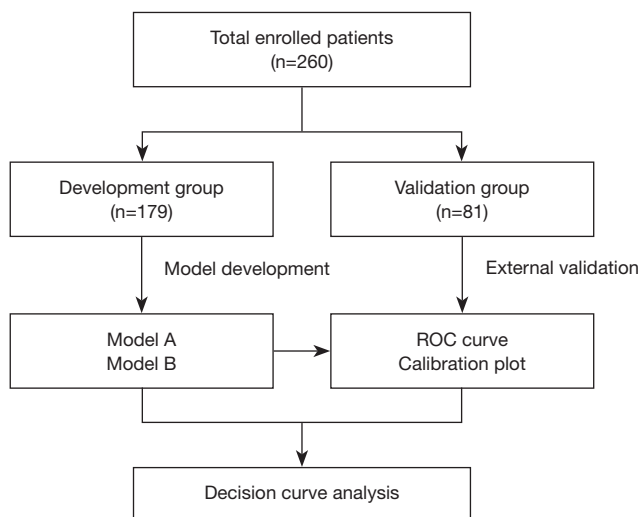 Total enrolled patients
(n=260)
Development group
(n=179)
Validation group
(n=81)
Model development
External validation
Model A
Model B
ROC curve
Calibration plot
Decision curve analysis